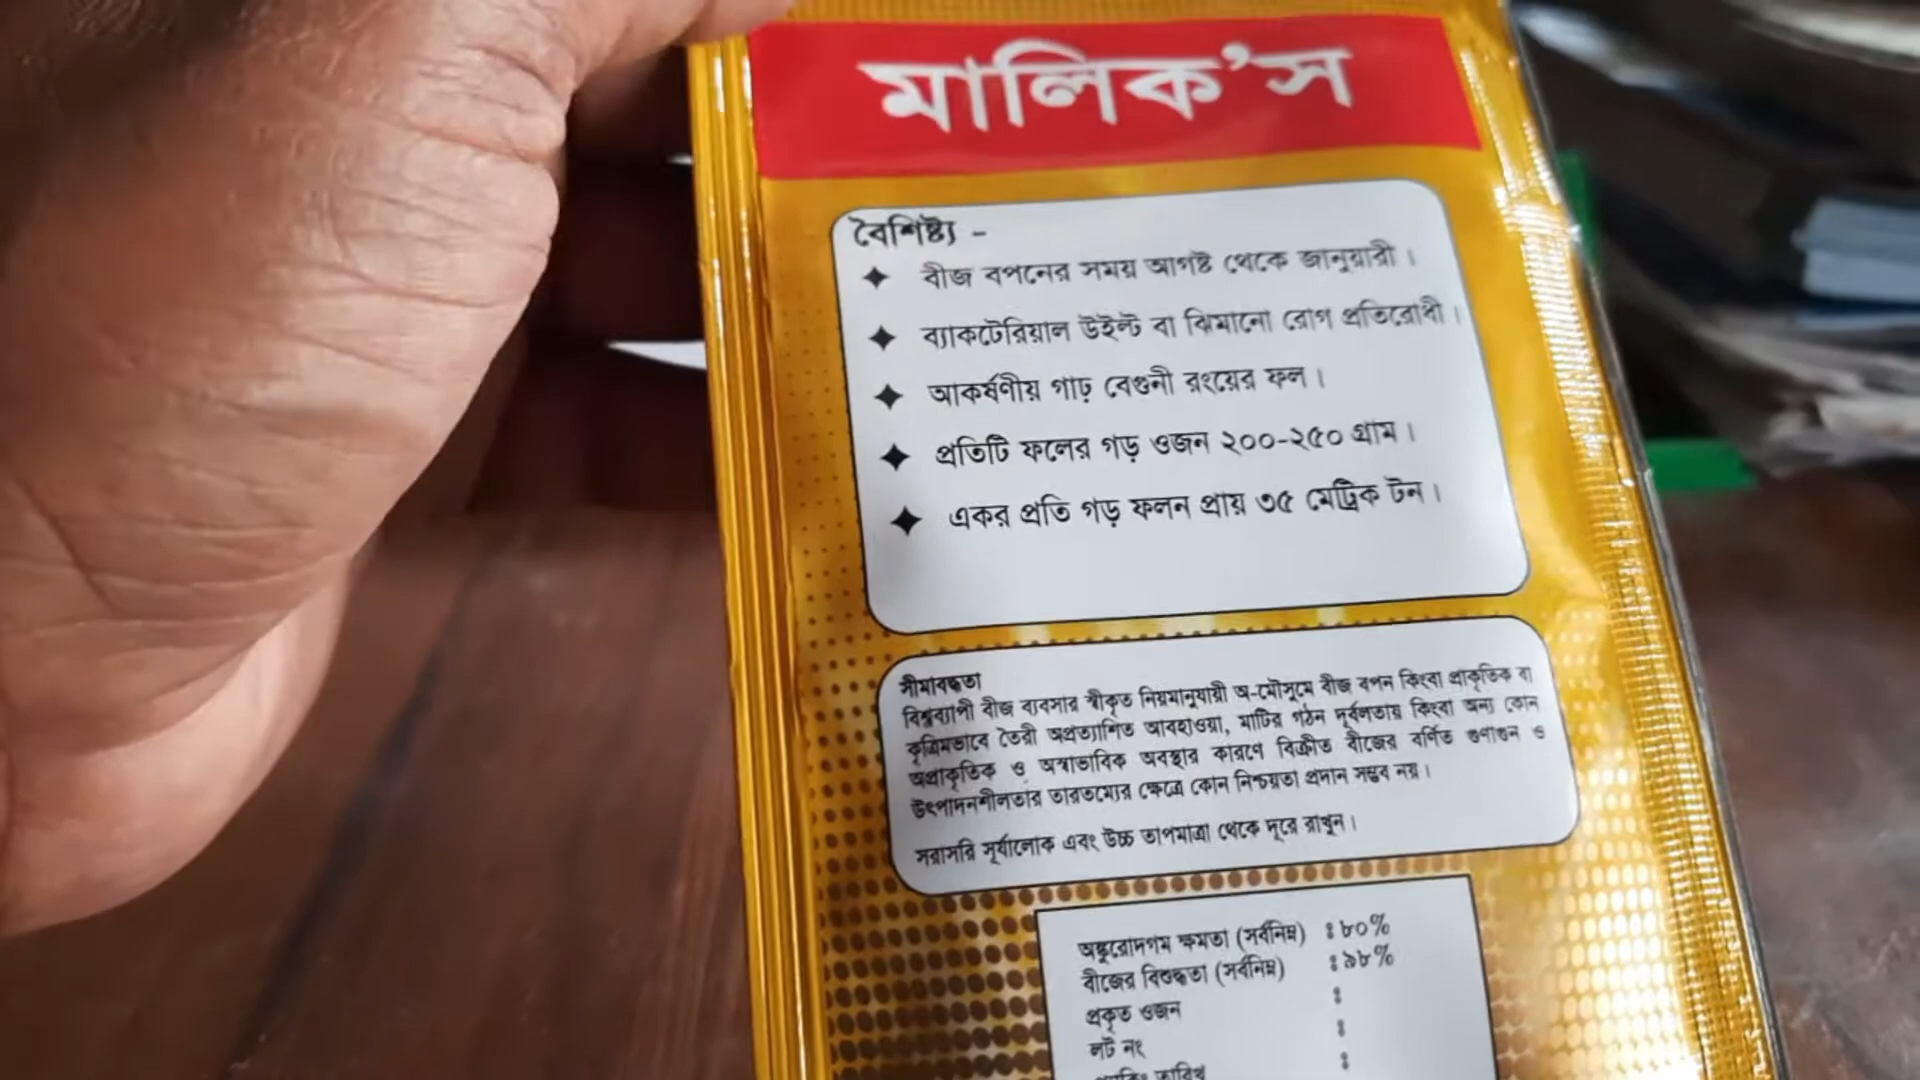 মালিক'স
বৈশিষ্ট্য -
✦ বীজ বপনের সময় আগষ্ট থেকে জানুয়ারী ।
✦ ব্যাকটেরিয়াল উইল্ট বা ঝিমানো রোগ প্রতিরোধী ।
✦ আকর্ষণীয় গাঢ় বেগুনী রংয়ের ফল ।
✦ প্রতিটি ফলের গড় ওজন ২০০-২৫০ গ্রাম ।
✦ একর প্রতি গড় ফলন প্রায় ৩৫ মেট্রিক টন ।
সীমাবদ্ধতা
বিশ্বব্যাপী বীজ ব্যবসার স্বীকৃত নিয়মানুযায়ী অ-মৌসুমে বীজ বপন কিংবা প্রাকৃতিক বা
কৃত্রিমভাবে তৈরী অপ্রত্যাশিত আবহাওয়া, মাটির গঠন দূর্বলতায় কিংবা অন্য কোন
অপ্রাকৃতিক ও অস্বাভাবিক অবস্থার কারণে বিক্রীত বীজের বর্ণিত গুণাগুন ও
উৎপাদনশীলতার তারতম্যের ক্ষেত্রে কোন নিশ্চয়তা প্রদান সম্ভব নয় ।
সরাসরি সূর্যালোক এবং উচ্চ তাপমাত্রা থেকে দূরে রাখুন ।
অঙ্কুরোদগম ক্ষমতা (সর্বনিম্ন) : ৮০%
বীজের বিশুদ্ধতা (সর্বনিম্ন) : ৯৮%
প্রকৃত ওজন :
লট নং :
তারিখ :